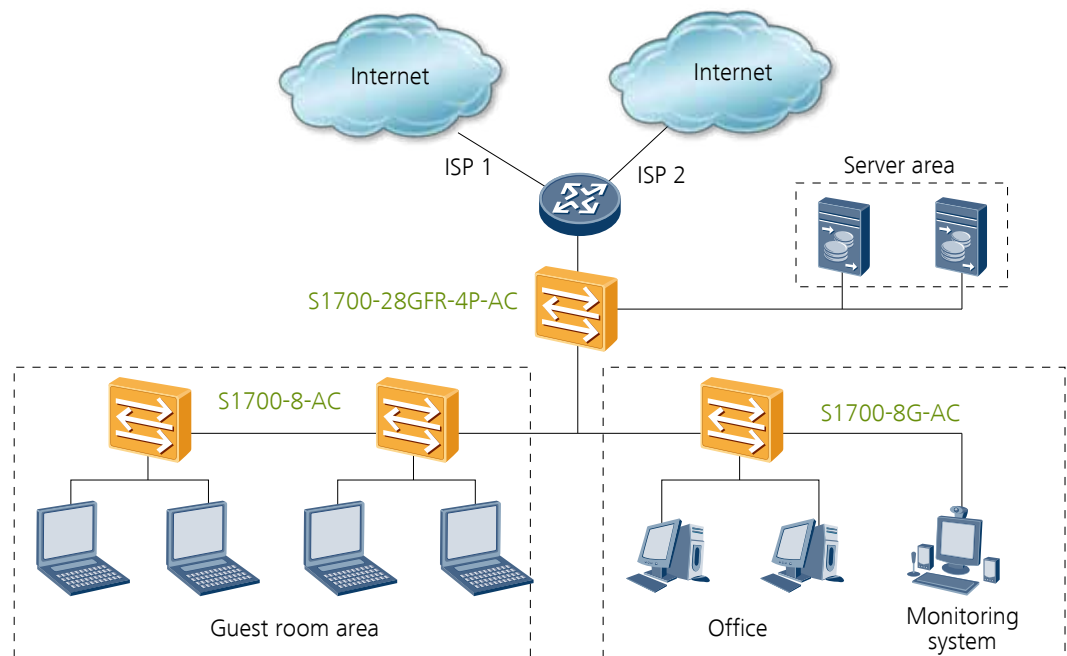 Internet
Internet
ISP 1
ISP 2
Server area
S1700-28GFR-4P-AC
S1700-8-AC
S1700-8G-AC
Guest room area
Office
Monitoring
system